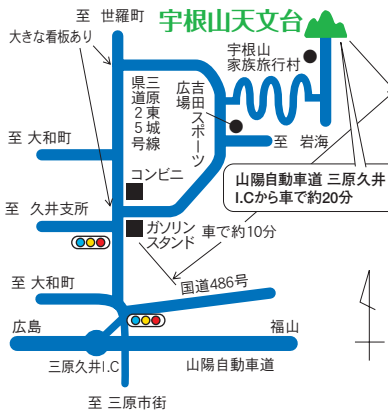 至 世羅町
宇根山天文台
大きな看板あり
宇根山
家族旅行村
三原東城線
県道25号
吉田スポーツ
広場
至 大和町
至 岩海
コンビニ
山陽自動車道 三原久井
I.Cから車で約20分
至 久井支所
ガソリン
スタンド
車で約10分
至 大和町
国道486号
広島
福山
三原久井I.C
山陽自動車道
至 三原市街